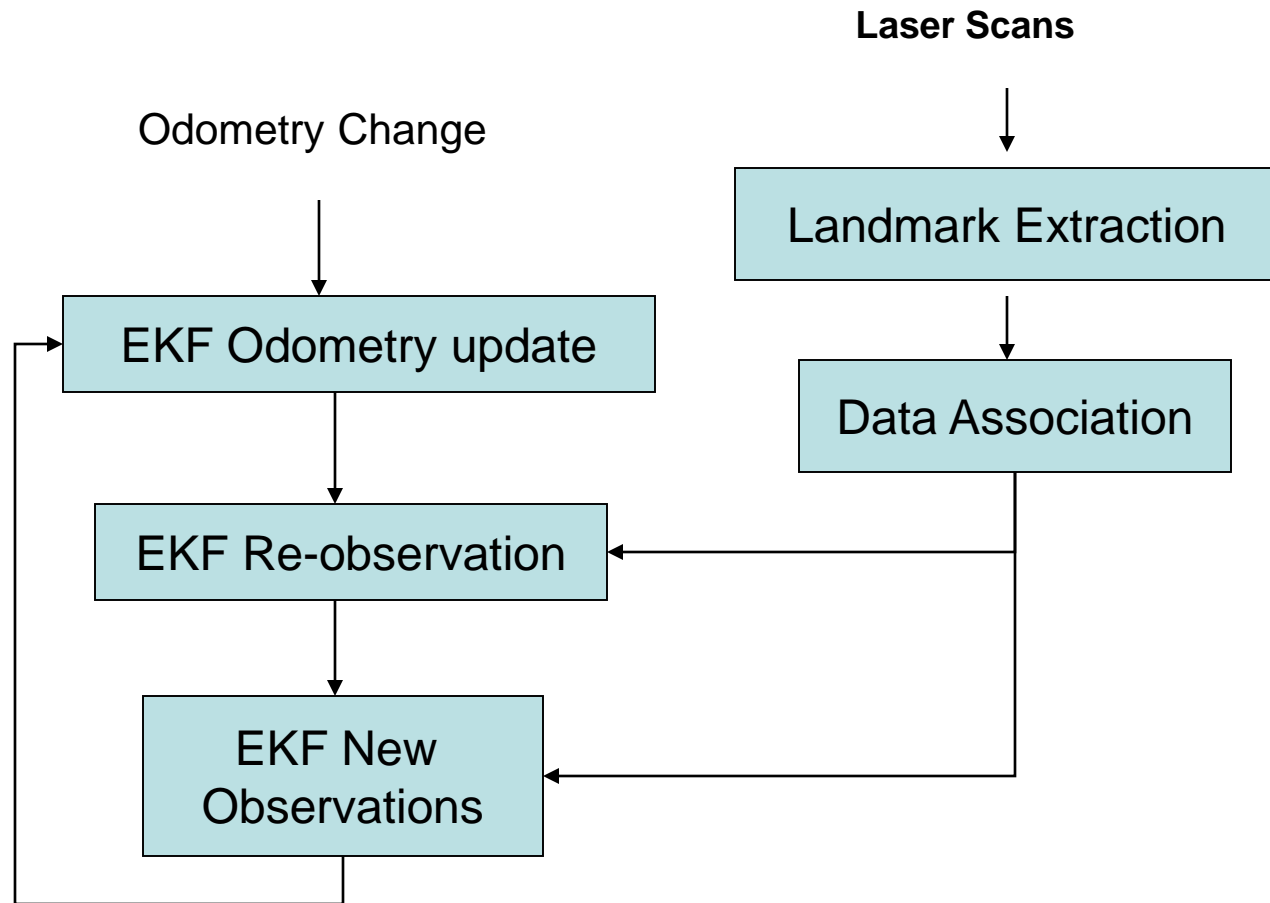 Laser Scans
Odometry Change
Landmark Extraction
EKF Odometry update
Data Association
EKF Re-observation
EKF New
Observations